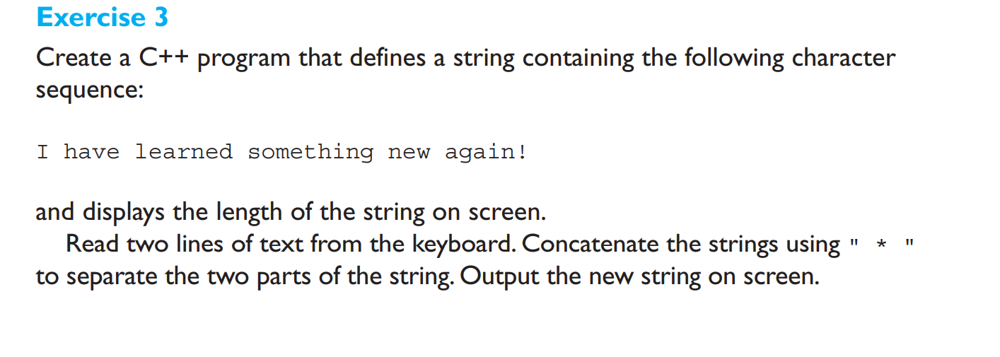 Exercise 3
Create a C++ program that defines a string containing the following character
sequence:
I have learned something new again!
and displays the length of the string on screen.
Read two lines of text from the keyboard. Concatenate the strings using " * "
to separate the two parts of the string. Output the new string on screen.